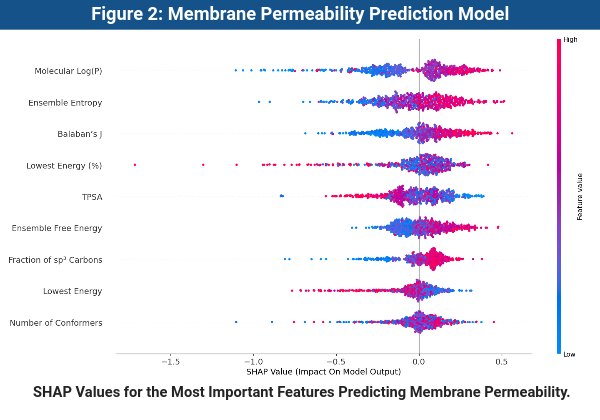 Figure 2: Membrane Permeability Prediction Model
High
Molecular Log(P)
Ensemble Entropy
Balaban's J
Lowest Energy (%)
TPSA
Ensemble Free Energy
Fraction of sp³ Carbons
Lowest Energy
Number of Conformers
Feature value
Low
−1.5 −1.0 −0.5 0.0 0.5
SHAP Value (Impact On Model Output)
SHAP Values for the Most Important Features Predicting Membrane Permeability.